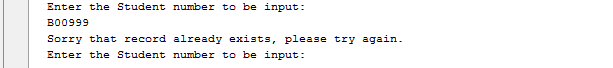 Enter the Student number to be input:
B00999
Sorry that record already exists, please try again.
Enter the Student number to be input: